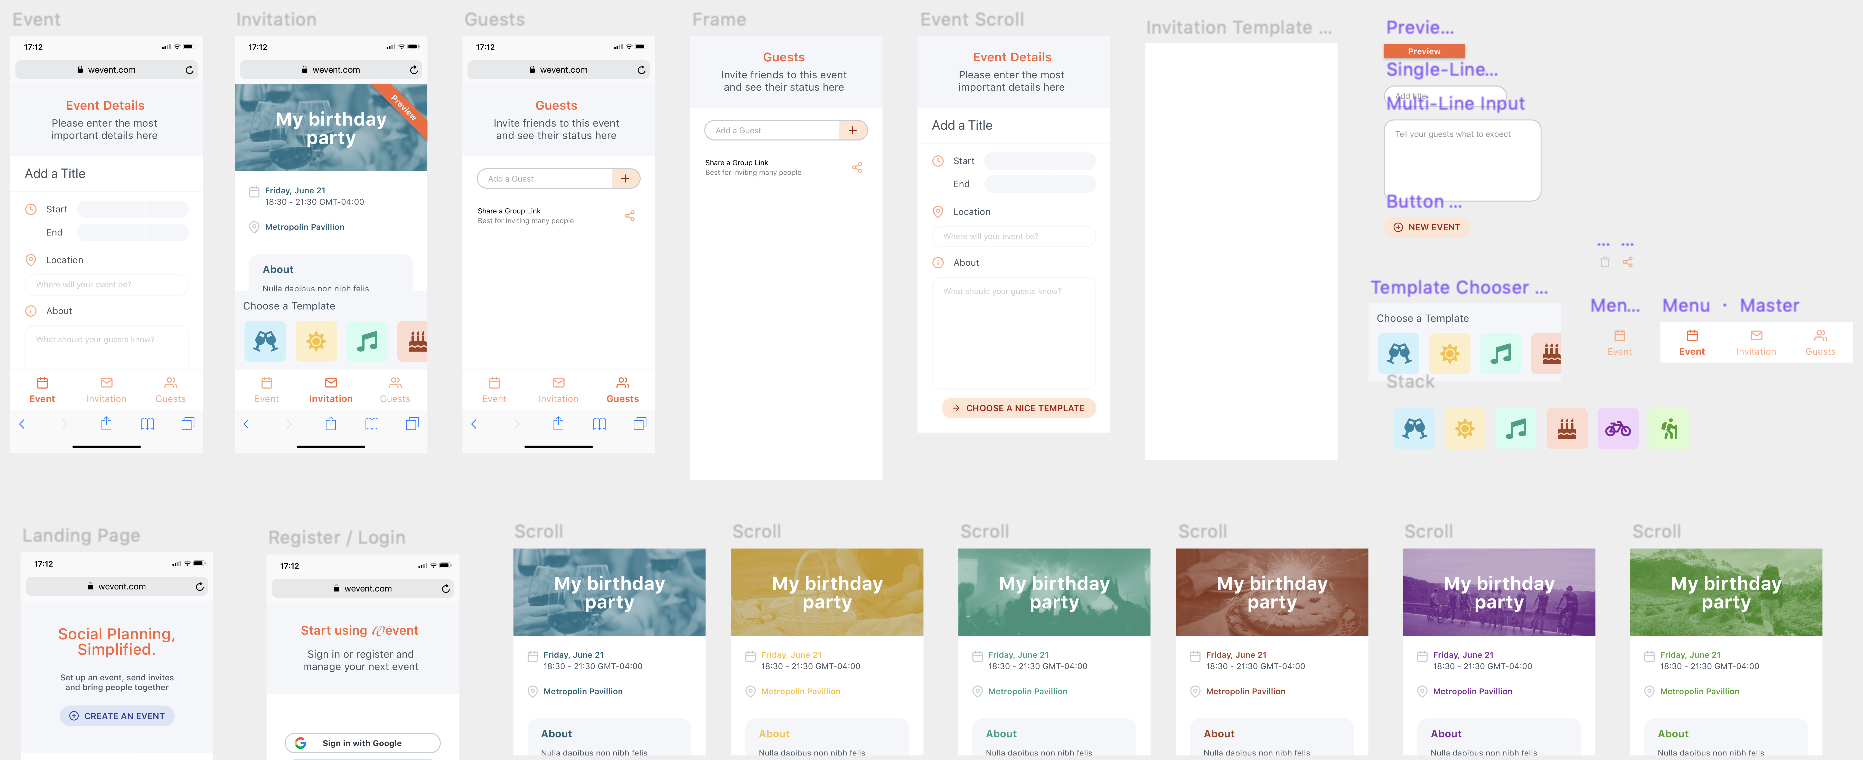 Event
17:12
wevent.com
Event Details
Please enter the most
important details here
Add a Title
Start
End
Location
Where will your event be?
About
What should your guests know?
Event
Invitation
Guests
Invitation
17:12
wevent.com
Preview
My birthday
party
Friday, June 21
18:30 - 21:30 GMT-04:00
Metropolin Pavillion
About
Nulla dapibus non nibh felis
Choose a Template
Event
Invitation
Guests
Guests
17:12
wevent.com
Guests
Invite friends to this event
and see their status here
Add a Guest
+
Share a Group Link
Best for inviting many people
Event
Invitation
Guests
Frame
Guests
Invite friends to this event
and see their status here
Add a Guest
+
Share a Group Link
Best for inviting many people
Event Scroll
Event Details
Please enter the most
important details here
Add a Title
Start
End
Location
Where will your event be?
About
What should your guests know?
CHOOSE A NICE TEMPLATE
Invitation Template ...
Previe...
Preview
Single-Line...
Add title
Multi-Line Input
Tell your guests what to expect
Button ...
NEW EVENT
... ...
Template Chooser ...
Choose a Template
Men...
Event
Menu · Master
Event
Invitation
Guests
Stack
Landing Page
17:12
wevent.com
Social Planning,
Simplified.
Set up an event, send invites
and bring people together
CREATE AN EVENT
Register / Login
17:12
wevent.com
Start using Wevent
Sign in or register and
manage your next event
Sign in with Google
Scroll
My birthday
party
Friday, June 21
18:30 - 21:30 GMT-04:00
Metropolin Pavillion
About
Nulla dapibus non nibh felis
Scroll
My birthday
party
Friday, June 21
18:30 - 21:30 GMT-04:00
Metropolin Pavillion
About
Nulla dapibus non nibh felis
Scroll
My birthday
party
Friday, June 21
18:30 - 21:30 GMT-04:00
Metropolin Pavillion
About
Nulla dapibus non nibh felis
Scroll
My birthday
party
Friday, June 21
18:30 - 21:30 GMT-04:00
Metropolin Pavillion
About
Nulla dapibus non nibh felis
Scroll
My birthday
party
Friday, June 21
18:30 - 21:30 GMT-04:00
Metropolin Pavillion
About
Nulla dapibus non nibh felis
Scroll
My birthday
party
Friday, June 21
18:30 - 21:30 GMT-04:00
Metropolin Pavillion
About
Nulla dapibus non nibh felis